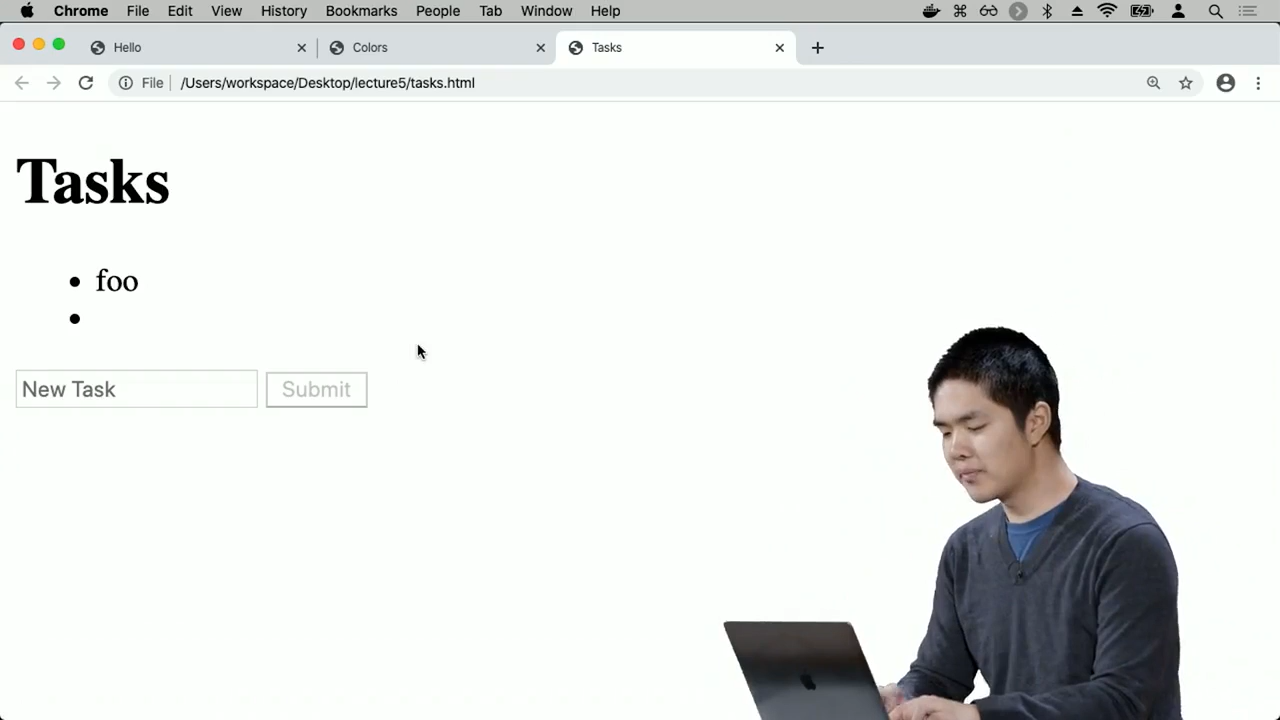 Chrome File Edit View History Bookmarks People Tab Window Help
Hello Colors Tasks
File /Users/workspace/Desktop/lecture5/tasks.html
Tasks
foo
New Task Submit